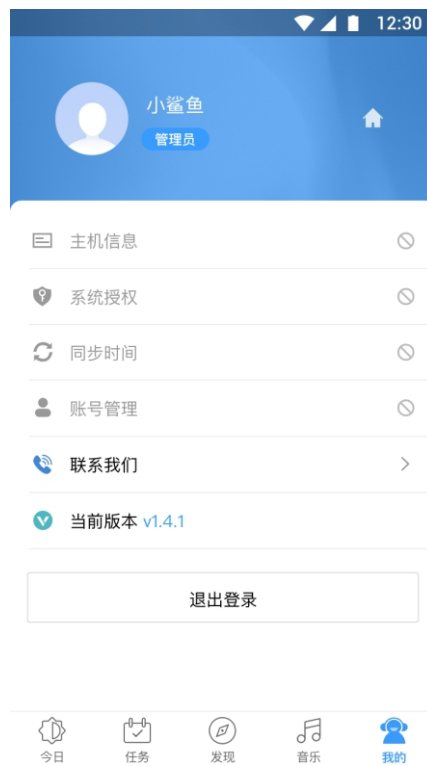 12:30
小鲨鱼
管理员
主机信息
系统授权
同步时间
账号管理
联系我们
当前版本 v1.4.1
退出登录
今日 任务 发现 音乐 我的